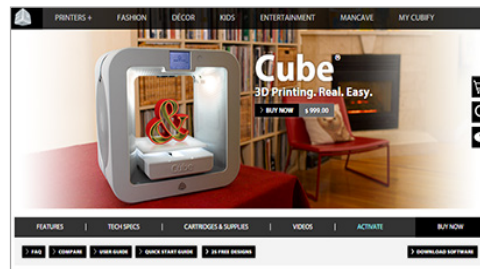 PRINTERS + FASHION DÉCOR KIDS ENTERTAINMENT MANCAVE MY CUBIFY
Cube®
3D Printing. Real. Easy.
> BUY NOW $ 999.00
&
Cube
FEATURES | TECH SPECS | CARTRIDGES & SUPPLIES | VIDEOS | ACTIVATE BUY NOW
> FAQ > COMPARE > USER GUIDE > QUICK START GUIDE > 25 FREE DESIGNS > DOWNLOAD SOFTWARE